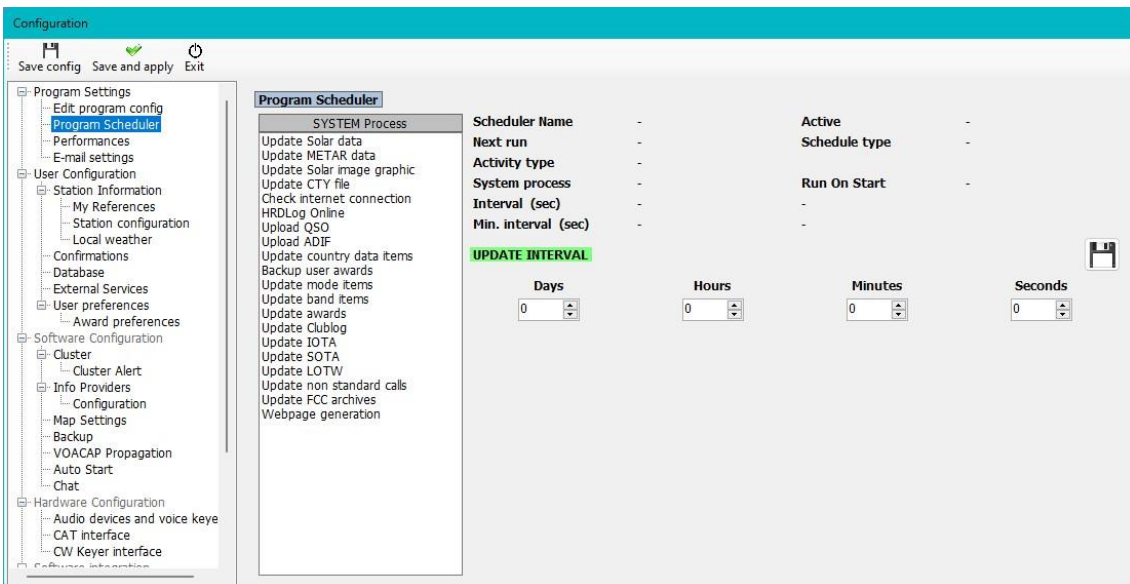 Configuration
Save config Save and apply Exit
Program Settings
Edit program config
Program Scheduler
Performances
E-mail settings
User Configuration
Station Information
My References
Station configuration
Local weather
Confirmations
Database
External Services
User preferences
Award preferences
Software Configuration
Cluster
Cluster Alert
Info Providers
Configuration
Map Settings
Backup
VOACAP Propagation
Auto Start
Chat
Hardware Configuration
Audio devices and voice keye
CAT interface
CW Keyer interface
Software integration
Program Scheduler
SYSTEM Process
Update Solar data
Update METAR data
Update Solar image graphic
Update CTY file
Check internet connection
HRDLog Online
Upload QSO
Upload ADIF
Update country data items
Backup user awards
Update mode items
Update band items
Update awards
Update Clublog
Update IOTA
Update SOTA
Update LOTW
Update non standard calls
Update FCC archives
Webpage generation
Scheduler Name - Active -
Next run - Schedule type -
Activity type -
System process - Run On Start -
Interval (sec) - -
Min. interval (sec) - -
UPDATE INTERVAL
Days Hours Minutes Seconds
0 0 0 0